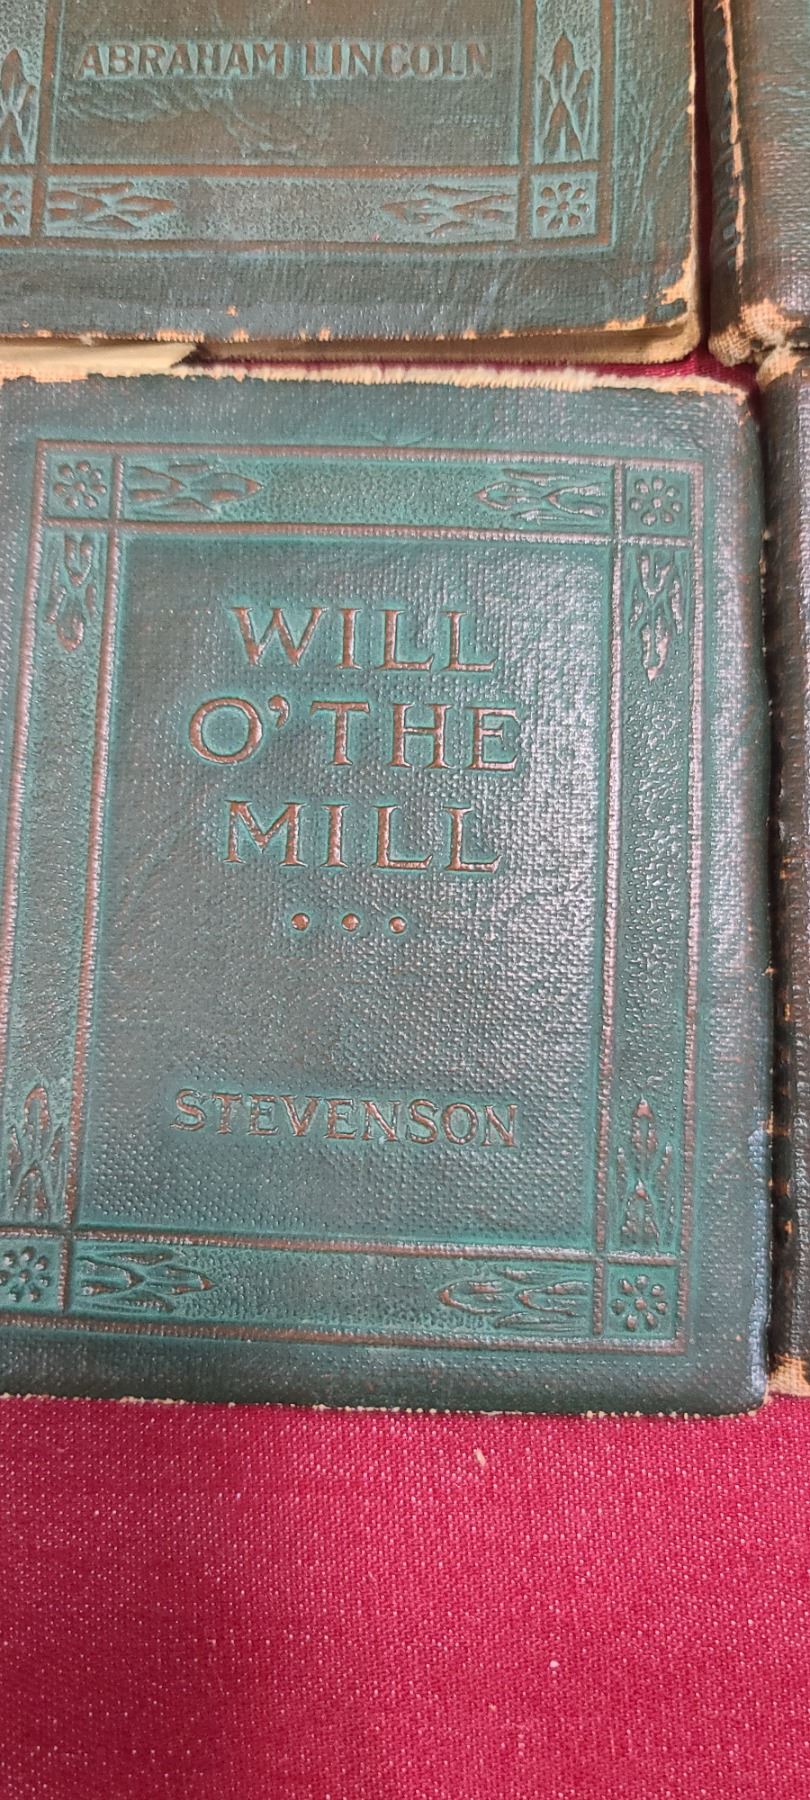 ABRAHAM LINCOLN
WILL
O' THE
MILL
...
STEVENSON